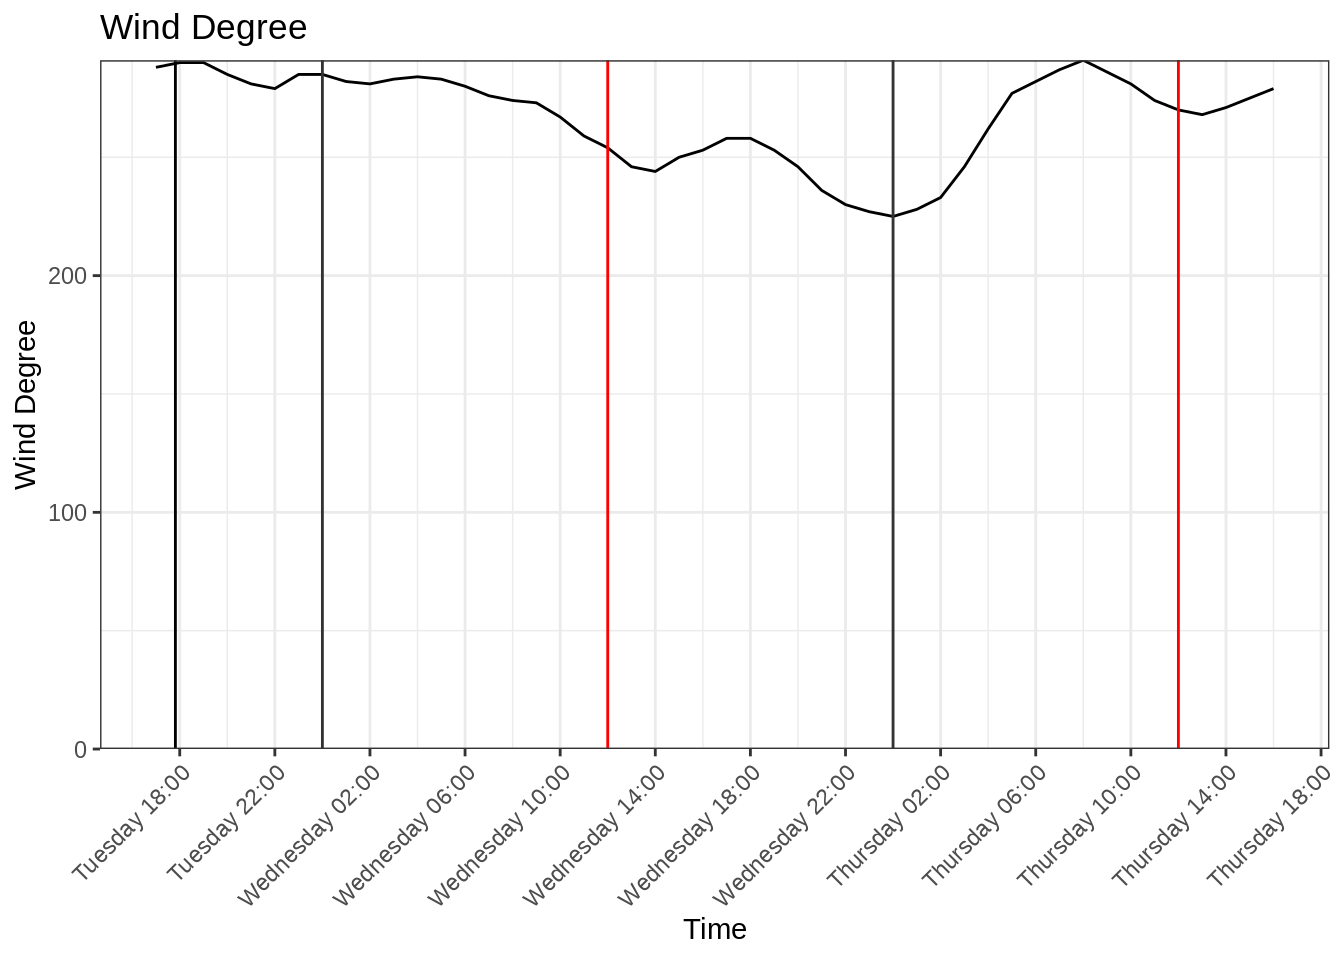 Wind Degree
Wind Degree
200
100
0
Tuesday 18:00
Tuesday 22:00
Wednesday 02:00
Wednesday 06:00
Wednesday 10:00
Wednesday 14:00
Wednesday 18:00
Wednesday 22:00
Thursday 02:00
Thursday 06:00
Thursday 10:00
Thursday 14:00
Thursday 18:00
Time